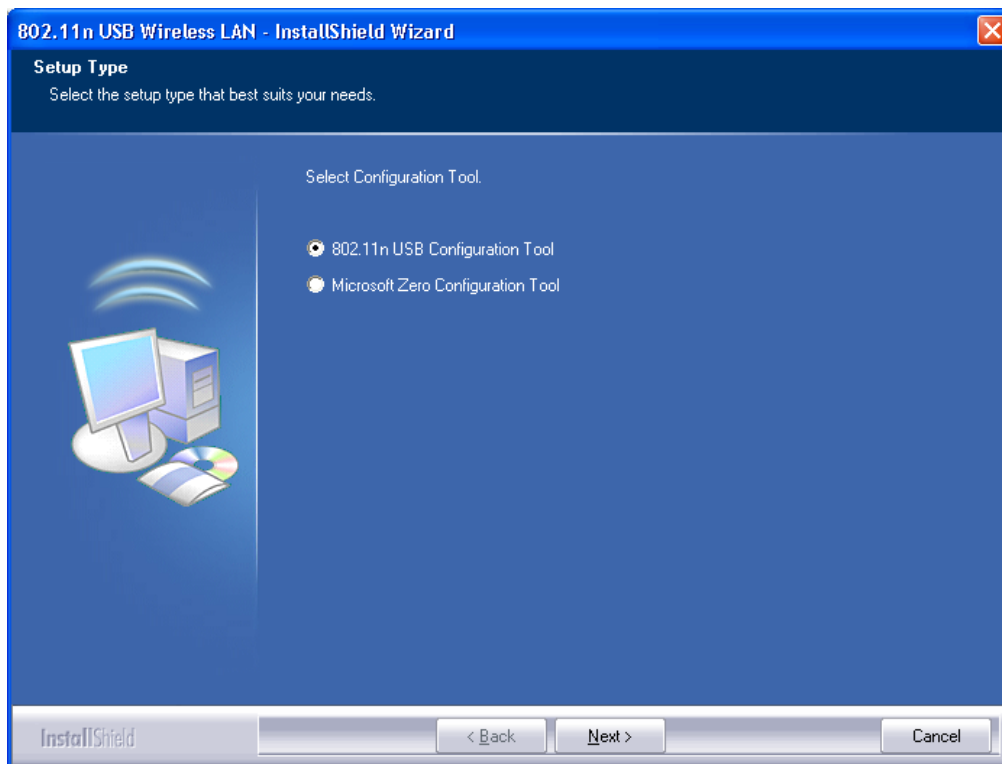 802.11n USB Wireless LAN - InstallShield Wizard
Setup Type
Select the setup type that best suits your needs.
Select Configuration Tool.
802.11n USB Configuration Tool
Microsoft Zero Configuration Tool
InstallShield
< Back
Next >
Cancel